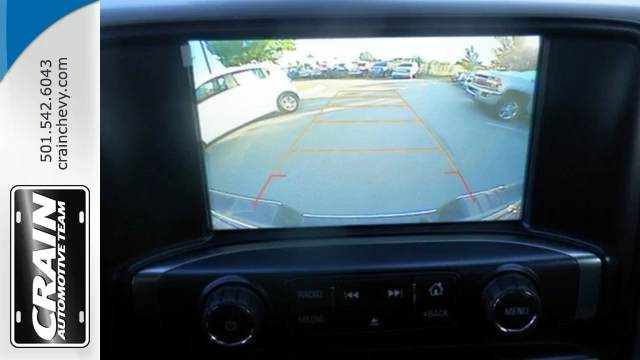 501.542.6043
crainchevy.com
CRAIN
AUTOMOTIVE TEAM
RADIO
MEDIA
MENU
BACK